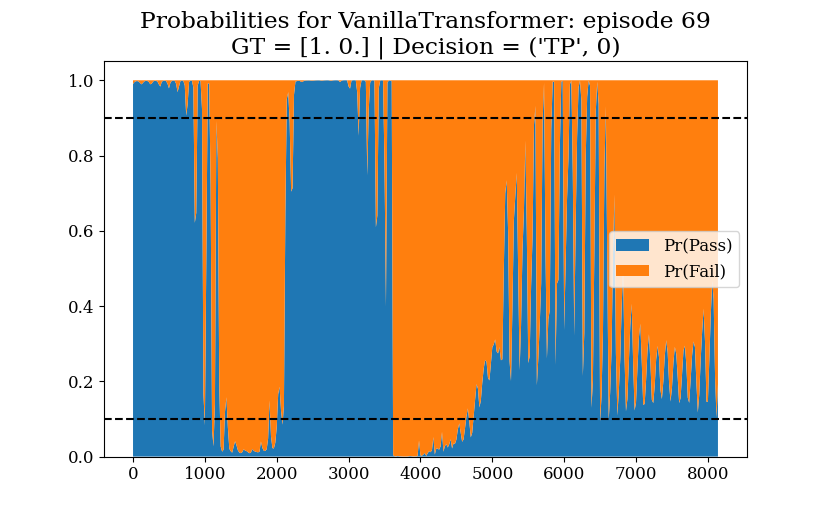 Probabilities for VanillaTransformer: episode 69
GT = [1. 0.] | Decision = ('TP', 0)
1.0
0.8
0.6
0.4
0.2
0.0
Pr(Pass)
Pr(Fail)
0 1000 2000 3000 4000 5000 6000 7000 8000